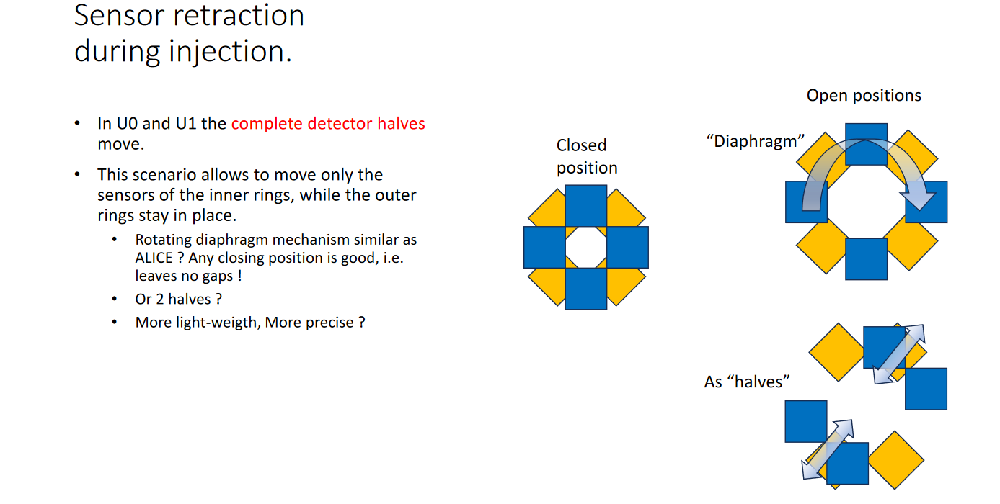 Sensor retraction
during injection.
• In U0 and U1 the complete detector halves
move.
• This scenario allows to move only the
sensors of the inner rings, while the outer
rings stay in place.
• Rotating diaphragm mechanism similar as
ALICE ? Any closing position is good, i.e.
leaves no gaps !
• Or 2 halves ?
• More light-weigth, More precise ?
Closed
position
Open positions
“Diaphragm”
As “halves”